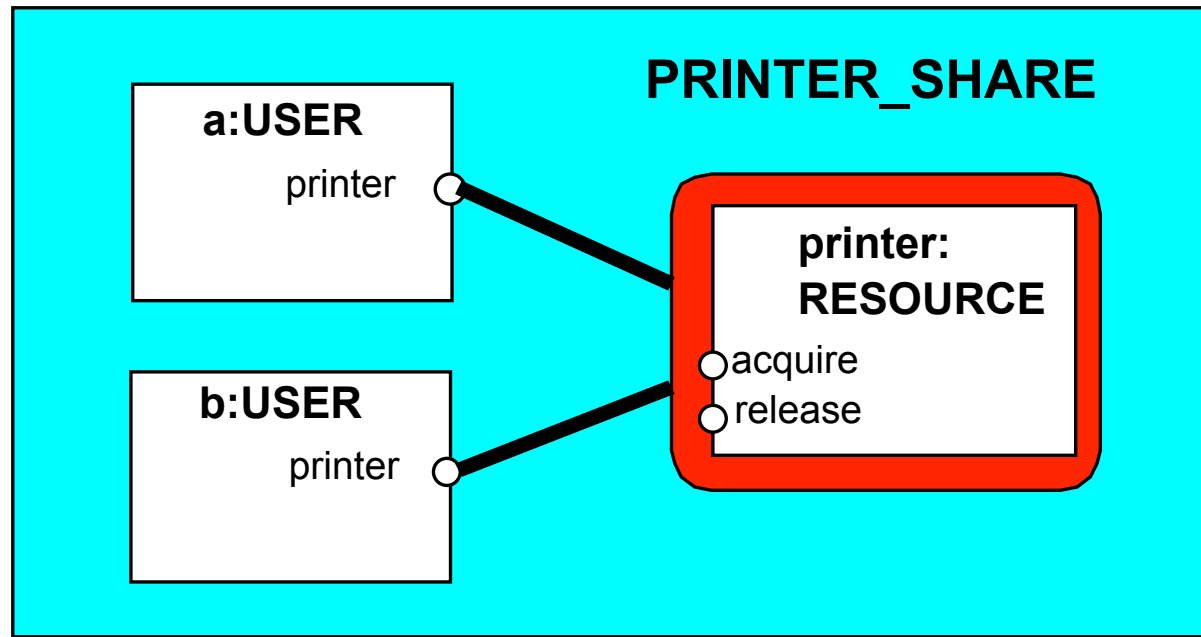 PRINTER_SHARE
a:USER
printer
b:USER
printer
printer:
RESOURCE
acquire
release